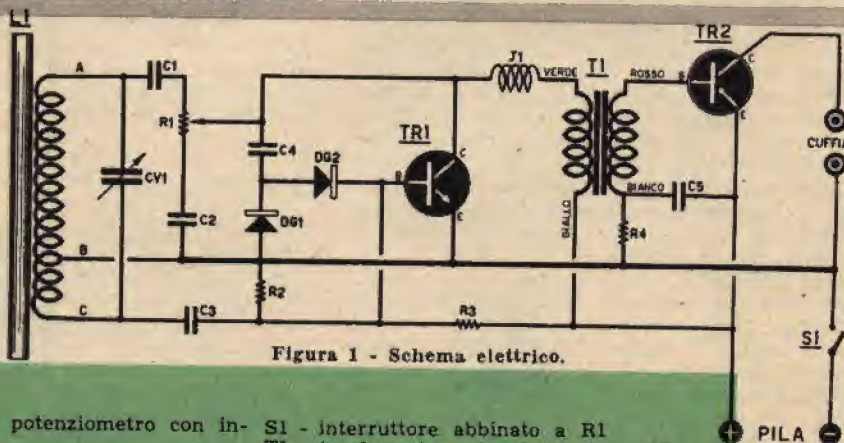 L1
A
C1
R1
CV1
C2
B
C
C3
C4
DG2
DG1
R2
TR1
B
C
E
J1
VERDE
T1
ROSSO
GIALLO
BIANCO
R4
C5
R3
TR2
B
C
E
CUFFIA
S1
+ PILA −
Figura 1 - Schema elettrico.
potenziometro con in-
S1 - interruttore abbinato a R1